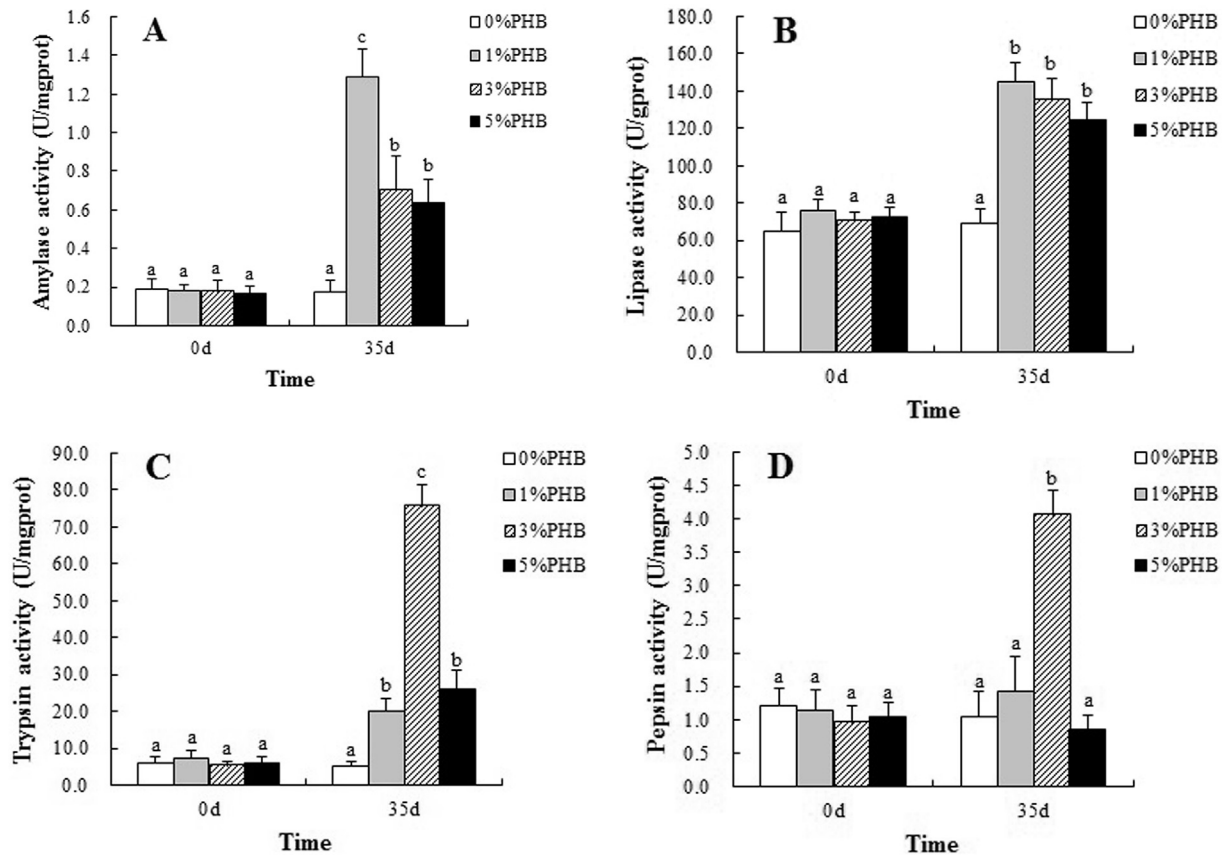 A
Amylase activity (U/mgprot)
1.6
1.4
1.2
1.0
0.8
0.6
0.4
0.2
0.0
a a a a
a c b b
0d 35d
Time
0%PHB
1%PHB
3%PHB
5%PHB
B
Lipase activity (U/gprot)
180.0
160.0
140.0
120.0
100.0
80.0
60.0
40.0
20.0
0.0
a a a a
a b b b
0d 35d
Time
0%PHB
1%PHB
3%PHB
5%PHB
C
Trypsin activity (U/mgprot)
90.0
80.0
70.0
60.0
50.0
40.0
30.0
20.0
10.0
0.0
a a a a
a b c b
0d 35d
Time
0%PHB
1%PHB
3%PHB
5%PHB
D
Pepsin activity (U/mgprot)
5.0
4.5
4.0
3.5
3.0
2.5
2.0
1.5
1.0
0.5
0.0
a a a a
a a b a
0d 35d
Time
0%PHB
1%PHB
3%PHB
5%PHB